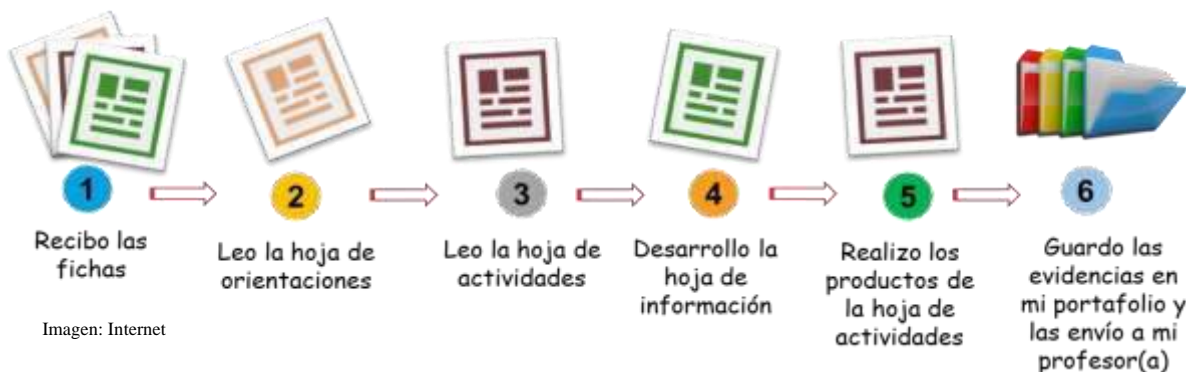 1
Recibo las
fichas
2
Leo la hoja de
orientaciones
3
Leo la hoja de
actividades
4
Desarrollo la
hoja de
información
5
Realizo los
productos de
la hoja de
actividades
6
Guardo las
evidencias en
mi portafolio y
las envío a mi
profesor(a)
Imagen: Internet